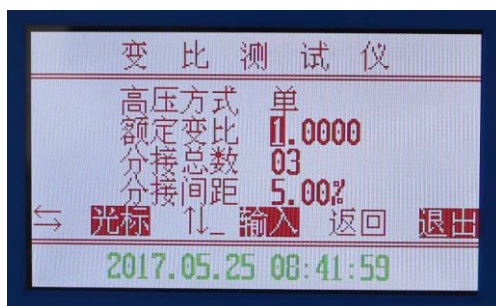 变比测试仪
高压方式 单
额定变比 1.0000
分接总数 03
分接间距 5.00%
⇆ 光标 ↑↓_ 输入 返回 退出
2017.05.25 08:41:59